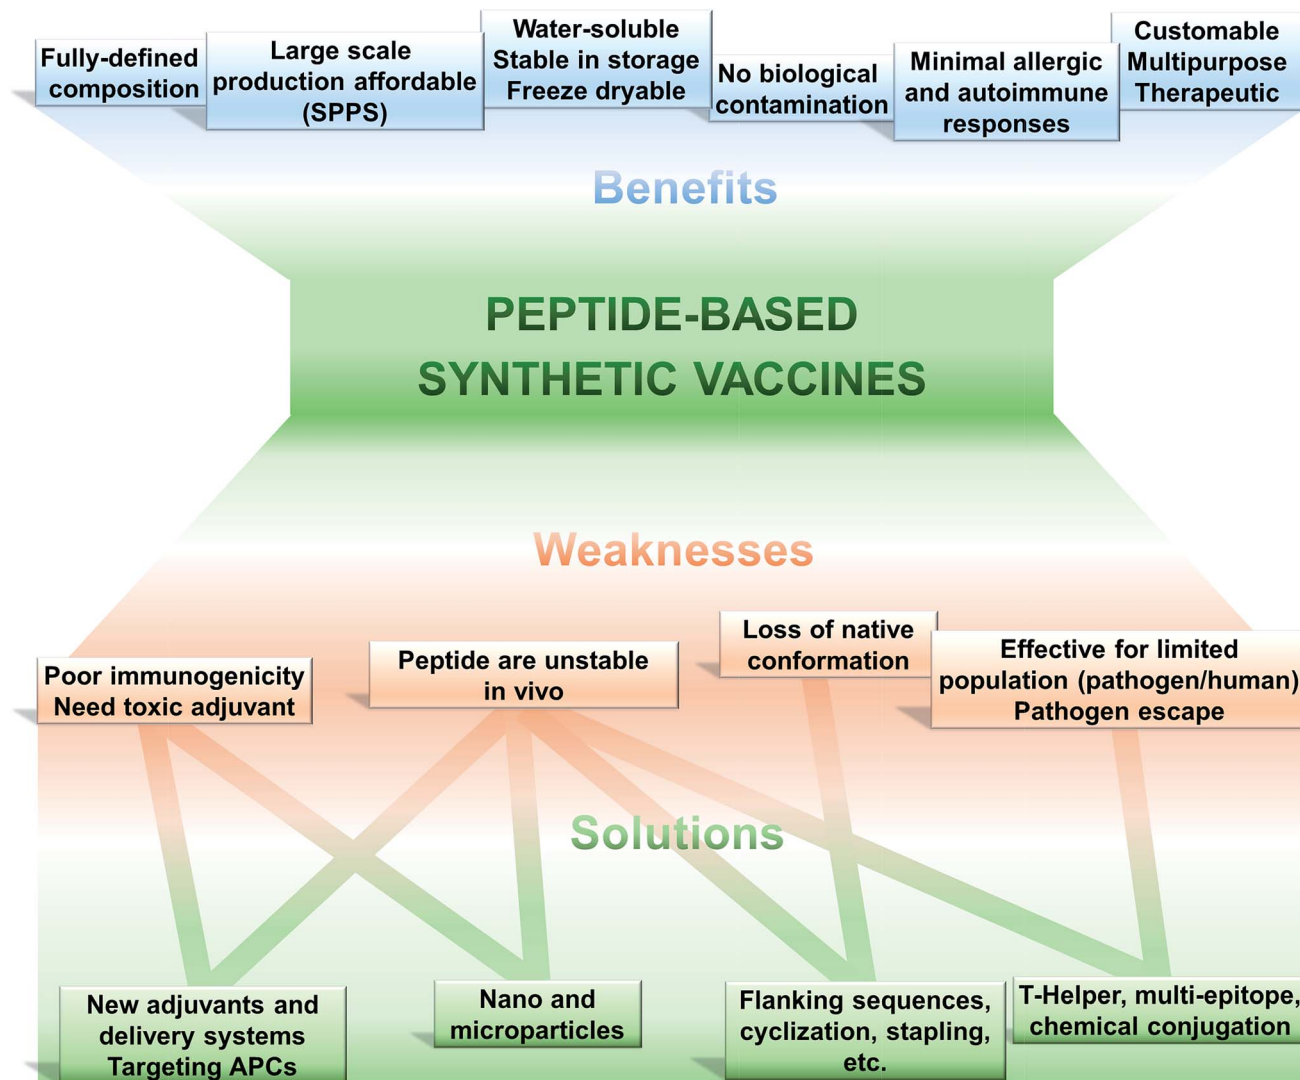 Fully-defined
composition
Large scale
production affordable
(SPPS)
Water-soluble
Stable in storage
Freeze dryable
No biological
contamination
Minimal allergic
and autoimmune
responses
Customable
Multipurpose
Therapeutic
Benefits
PEPTIDE-BASED
SYNTHETIC VACCINES
Weaknesses
Poor immunogenicity
Need toxic adjuvant
Peptide are unstable
in vivo
Loss of native
conformation
Effective for limited
population (pathogen/human)
Pathogen escape
Solutions
New adjuvants and
delivery systems
Targeting APCs
Nano and
microparticles
Flanking sequences,
cyclization, stapling,
etc.
T-Helper, multi-epitope,
chemical conjugation